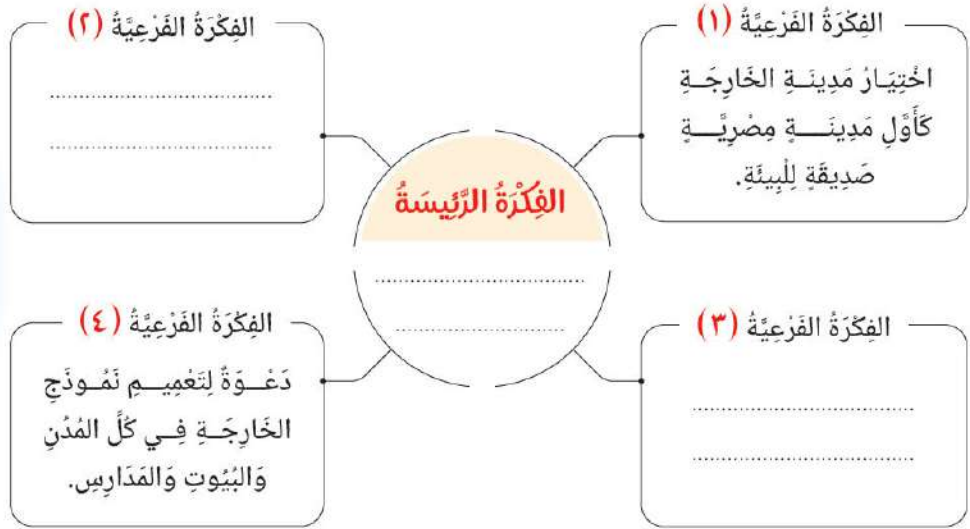 الفِكْرَةُ الفَرْعِيَّةُ (١)
اخْتِيَارُ مَدِينَةِ الخَارِجَةِ
كَأَوَّلِ مَدِينَةٍ مِصْرِيَّةٍ
صَدِيقَةٍ لِلْبِيئَةِ.
الفِكْرَةُ الفَرْعِيَّةُ (٢)
........................................
........................................
الفِكْرَةُ الرَّئِيسَةُ
........................................
................................
الفِكْرَةُ الفَرْعِيَّةُ (٣)
........................................
........................................
الفِكْرَةُ الفَرْعِيَّةُ (٤)
دَعْوَةٌ لِتَعْمِيمِ نَمُوذَجِ
الخَارِجَةِ فِي كُلِّ المُدُنِ
وَالبُيُوتِ وَالمَدَارِسِ.